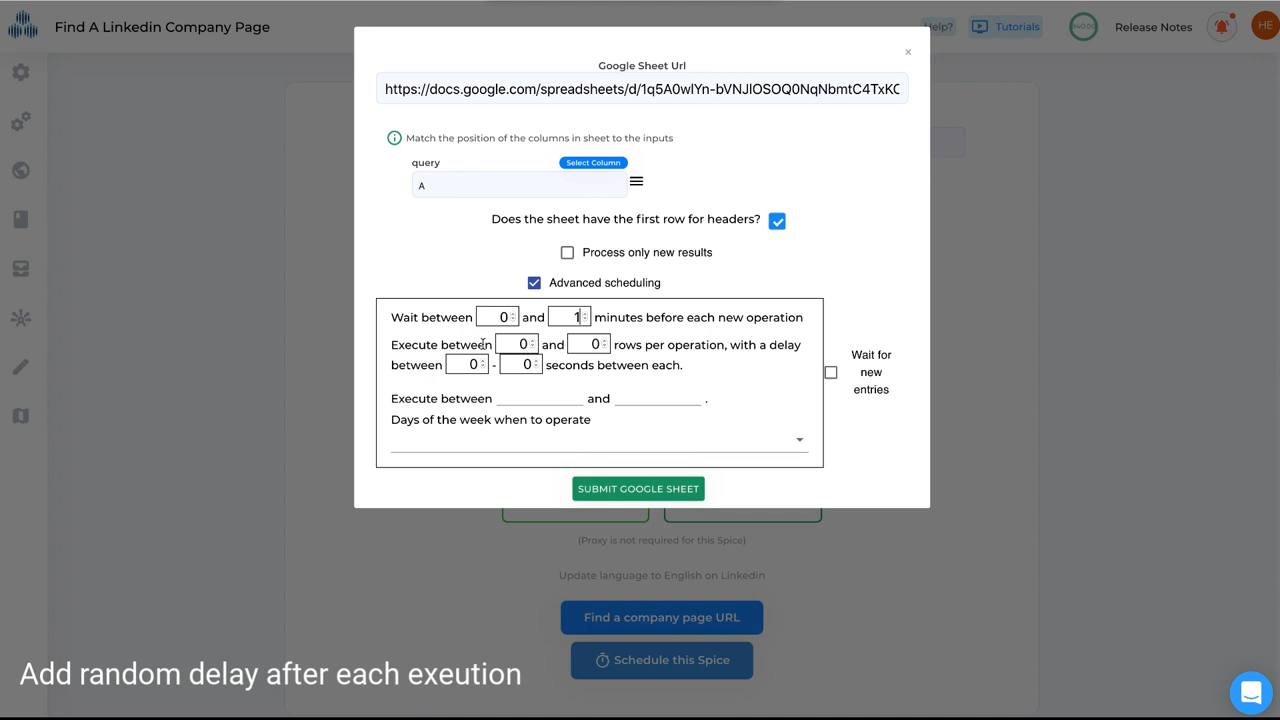 Find A Linkedin Company Page
Help?
Tutorials
Release Notes
HE
×
Google Sheet Url
https://docs.google.com/spreadsheets/d/1q5A0wlYn-bVNJlOSOQ0NqNbmtC4TxKC
Match the position of the columns in sheet to the inputs
query
Select Column
A
Does the sheet have the first row for headers?
Process only new results
Advanced scheduling
Wait between 0 and 1 minutes before each new operation
Execute between 0 and 0 rows per operation, with a delay
between 0 - 0 seconds between each.
Wait for
new
entries
Execute between and .
Days of the week when to operate
SUBMIT GOOGLE SHEET
(Proxy is not required for this Spice)
Update language to English on Linkedin
Find a company page URL
Schedule this Spice
Add random delay after each exeution